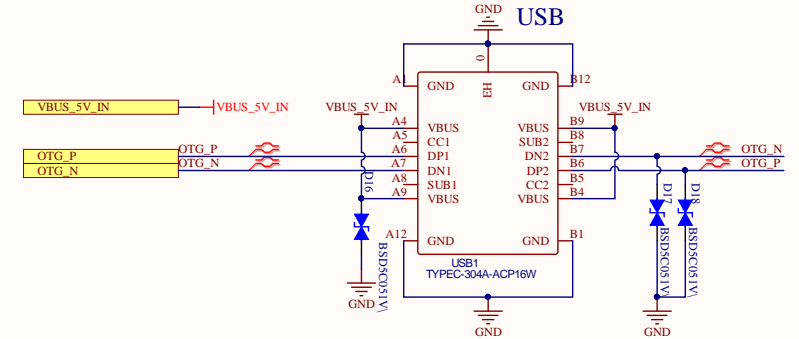 GND
USB
0
A1
B12
GND
EH
GND
VBUS_5V_IN
VBUS_5V_IN
VBUS_5V_IN
VBUS_5V_IN
A4
VBUS
VBUS
B9
A5
CC1
SUB2
B8
OTG_P
OTG_P
A6
DP1
DN2
B7
OTG_N
OTG_N
OTG_N
A7
DN1
DP2
B6
OTG_P
A8
SUB1
CC2
B5
A9
VBUS
VBUS
B4
D16
D17
D18
A12
GND
GND
B1
BSD5C051V\
BSD5C051V\
BSD5C051V\
USB1
TYPEC-304A-ACP16W
GND
GND
GND